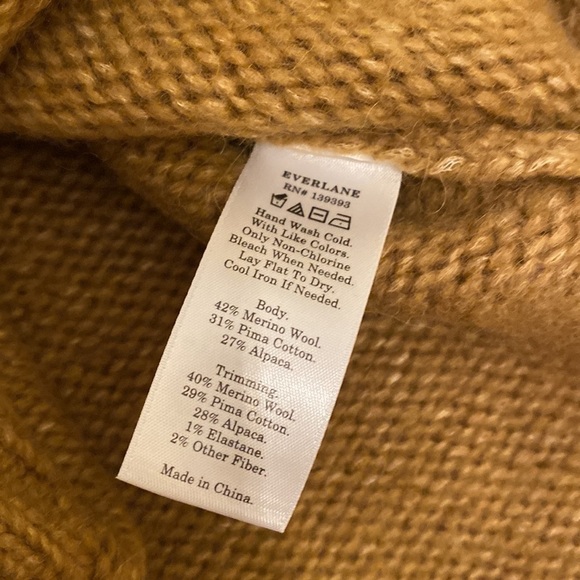 EVERLANE
RN# 139393
Hand Wash Cold.
With Like Colors.
Only Non-Chlorine
Bleach When Needed.
Lay Flat To Dry.
Cool Iron If Needed.
Body.
42% Merino Wool.
31% Pima Cotton.
27% Alpaca.
Trimming.
40% Merino Wool.
29% Pima Cotton.
28% Alpaca.
1% Elastane.
2% Other Fiber.
Made in China.